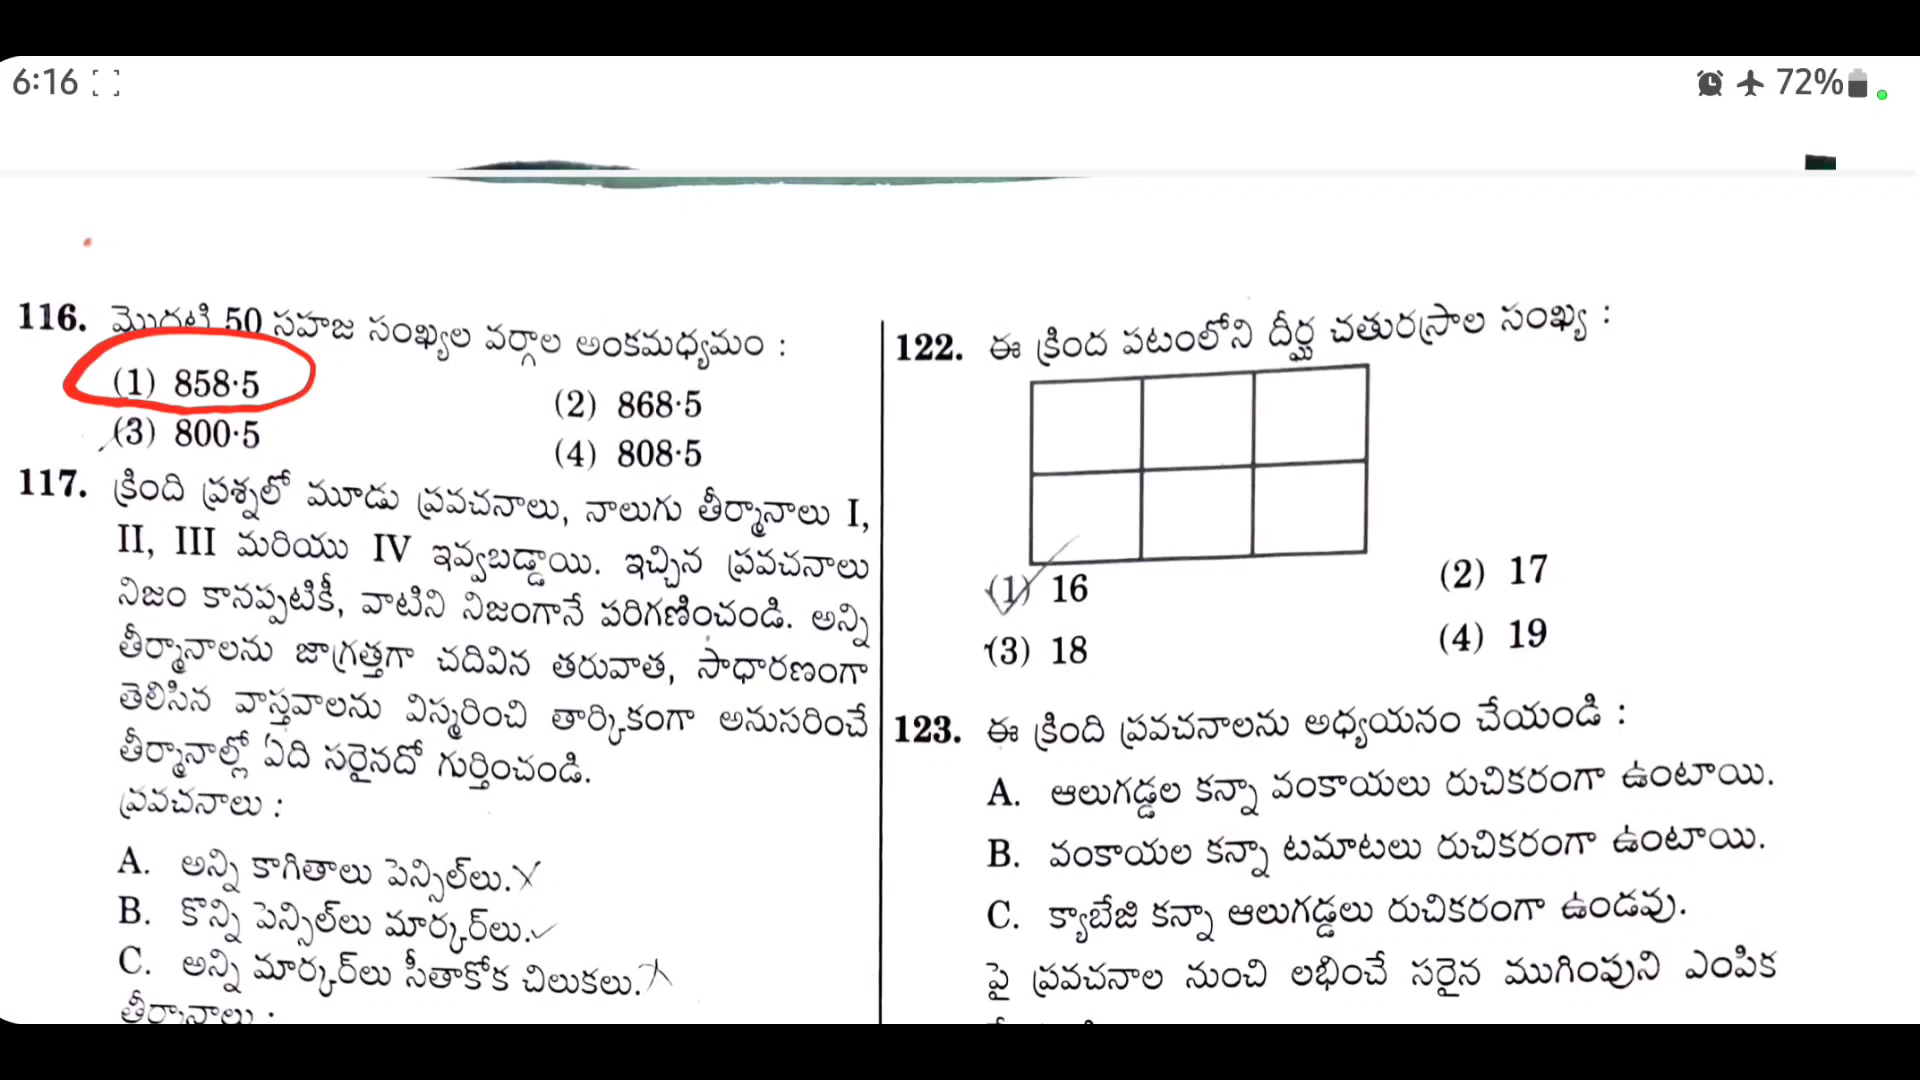 6:16
72%
116. మొదటి 50 సహజ సంఖ్యల వర్గాల అంకమధ్యమం :
(1) 858·5
(2) 868·5
(3) 800·5
(4) 808·5
117. క్రింది ప్రశ్నలో మూడు ప్రవచనాలు, నాలుగు తీర్మానాలు I,
II, III మరియు IV ఇవ్వబడ్డాయి. ఇచ్చిన ప్రవచనాలు
నిజం కానప్పటికీ, వాటిని నిజంగానే పరిగణించండి. అన్ని
తీర్మానాలను జాగ్రత్తగా చదివిన తరువాత, సాధారణంగా
తెలిసిన వాస్తవాలను విస్మరించి తార్కికంగా అనుసరించే
తీర్మానాల్లో ఏది సరైనదో గుర్తించండి.
ప్రవచనాలు :
A. అన్ని కాగితాలు పెన్సిల్‌లు.
B. కొన్ని పెన్సిల్‌లు మార్కర్‌లు.
C. అన్ని మార్కర్‌లు సీతాకోక చిలుకలు.
తీర్మానాలు :
122. ఈ క్రింద పటంలోని దీర్ఘ చతురస్రాల సంఖ్య :
(1) 16
(2) 17
(3) 18
(4) 19
123. ఈ క్రింది ప్రవచనాలను అధ్యయనం చేయండి :
A. ఆలుగడ్డల కన్నా వంకాయలు రుచికరంగా ఉంటాయి.
B. వంకాయల కన్నా టమాటలు రుచికరంగా ఉంటాయి.
C. క్యాబేజి కన్నా ఆలుగడ్డలు రుచికరంగా ఉండవు.
పై ప్రవచనాల నుంచి లభించే సరైన ముగింపుని ఎంపిక